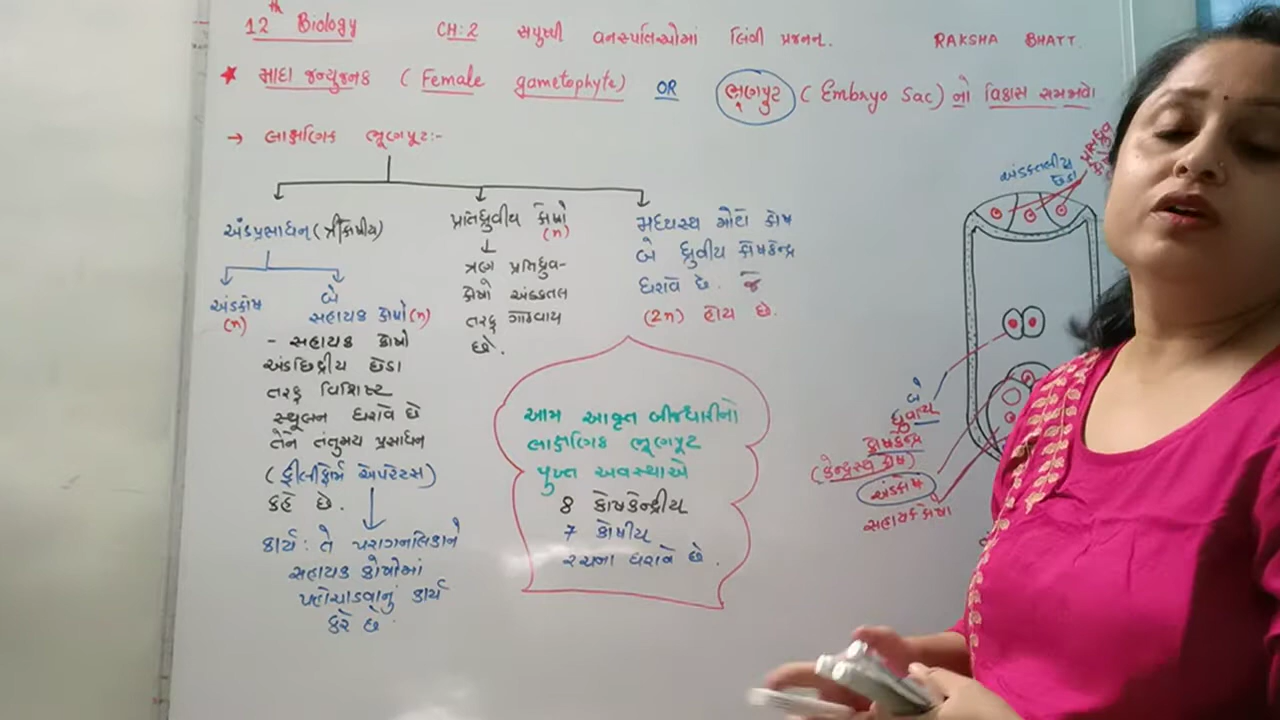 12th Biology CH:2 સપુષ્પી વનસ્પતિઓમાં લિંગી પ્રજનન. RAKSHA BHATT.
★ માદા જન્યુજનક (Female gametophyte) OR ભ્રૂણપુટ (Embryo Sac) નો વિકાસ સમજાવો
→ લાક્ષણિક ભ્રૂણપુટ:-
અંડપ્રસાધન (ત્રીકોષીય)
અંડકોષ
(n)
બે
સહાયક કોષો (n)
- સહાયક કોષો
અંડછિદ્રીય છેડા
તરફ વિશિષ્ટ
સ્થૂલન ધરાવે છે
તેને તંતુમય પ્રસાધન
(ફીલીફોર્મ એપરેટસ)
કહે છે.
કાર્ય: તે પરાગનલિકાને
સહાયક કોષોમાં
પહોચાડવાનું કાર્ય
કરે છે.
પ્રતિધ્રુવીય કોષો
(n)
ત્રણ પ્રતિધ્રુવ-
કોષો અંડકતલ
તરફ ગોઠવાય
છે.
મધ્યસ્થ મોટો કોષ
બે ધ્રુવીય કોષકેન્દ્ર
ધરાવે છે. જે
(2n) હોય છે.
આમ આવૃત બીજધારીનો
લાક્ષણિક ભ્રૂણપુટ
પુખ્ત અવસ્થાએ
8 કોષકેન્દ્રીય
7 કોષીય
રચના ધરાવે છે.
અંડકતલીય
છેડા
બે
ધ્રુવીય
કોષકેન્દ્ર
(કેન્દ્રસ્થ કોષ)
અંડકોષ
સહાયકકોષો